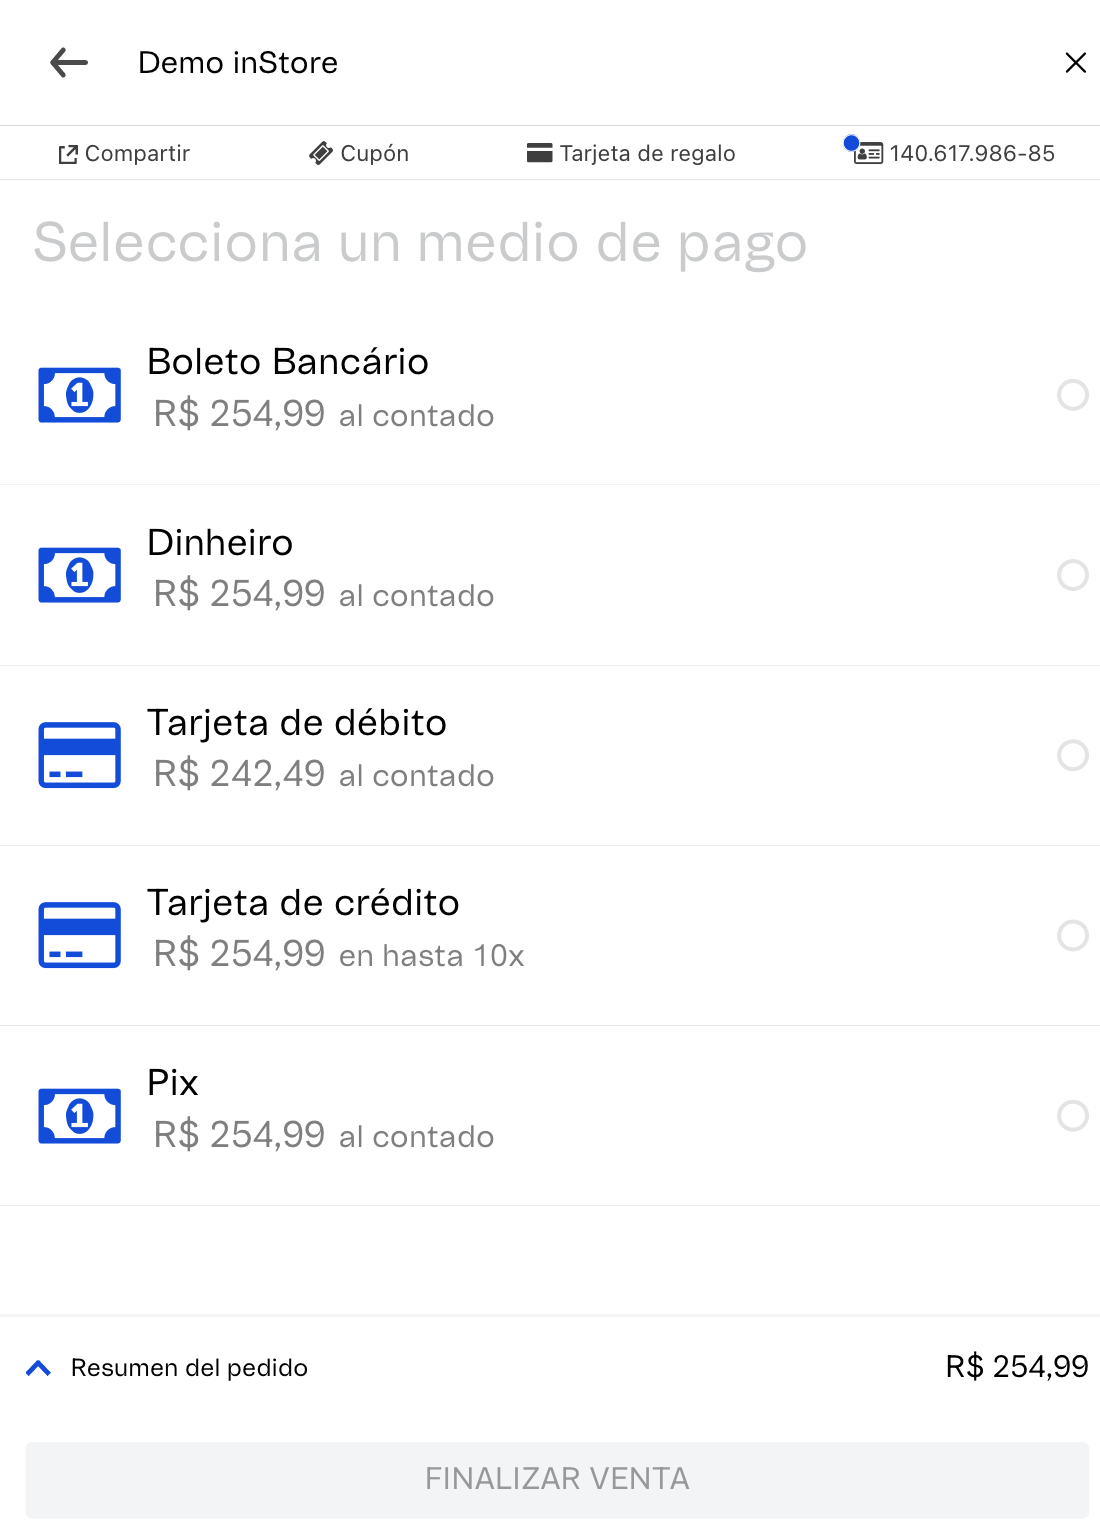 Demo inStore
Compartir Cupón Tarjeta de regalo 140.617.986-85
Selecciona un medio de pago
Boleto Bancário
R$ 254,99 al contado
Dinheiro
R$ 254,99 al contado
Tarjeta de débito
R$ 242,49 al contado
Tarjeta de crédito
R$ 254,99 en hasta 10x
Pix
R$ 254,99 al contado
Resumen del pedido R$ 254,99
FINALIZAR VENTA